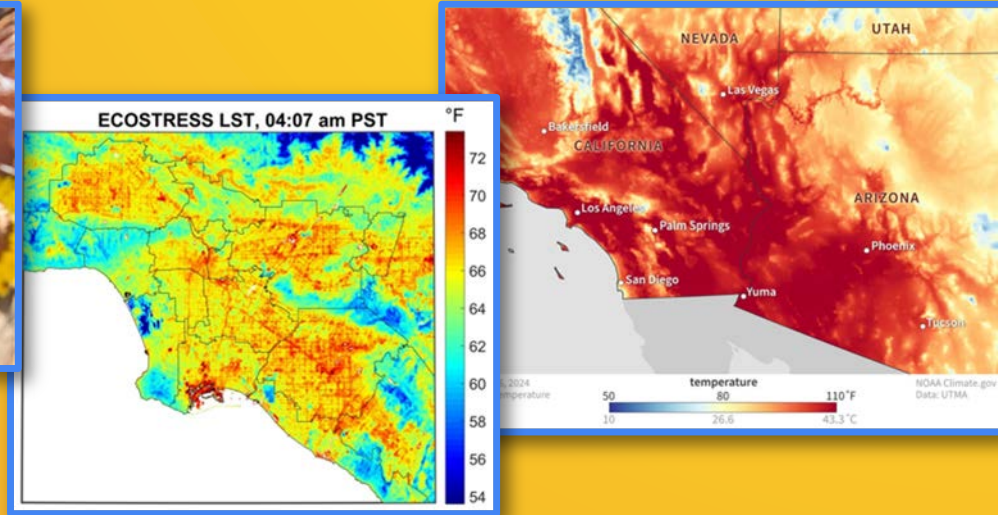 ECOSTRESS LST, 04:07 am PST
°F
72
70
68
66
64
62
60
58
56
54
NEVADA
UTAH
Las Vegas
Bakersfield
CALIFORNIA
ARIZONA
Los Angeles
Palm Springs
Phoenix
San Diego
Yuma
Tucson
, 2024
temperature
NOAA Climate.gov
Data: UTMA
50 80 110°F
10 26.6 43.3°C